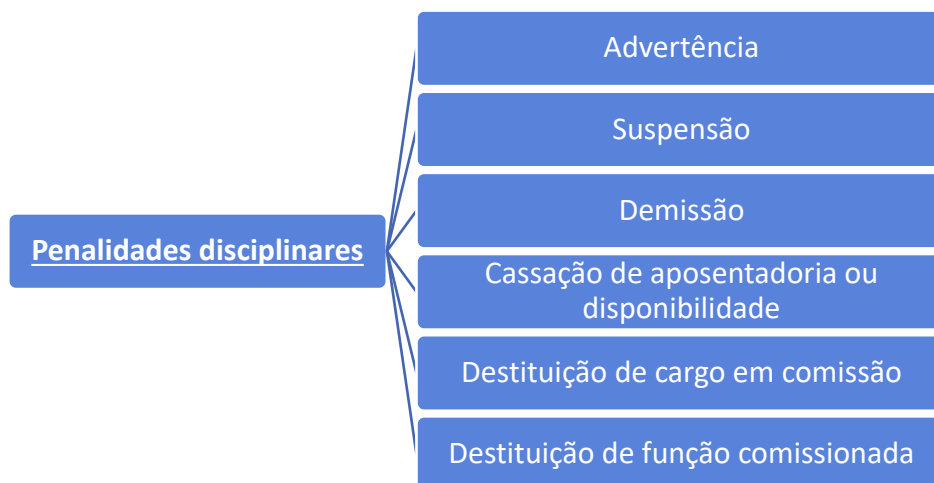 Penalidades disciplinares
Advertência
Suspensão
Demissão
Cassação de aposentadoria ou
disponibilidade
Destituição de cargo em comissão
Destituição de função comissionada